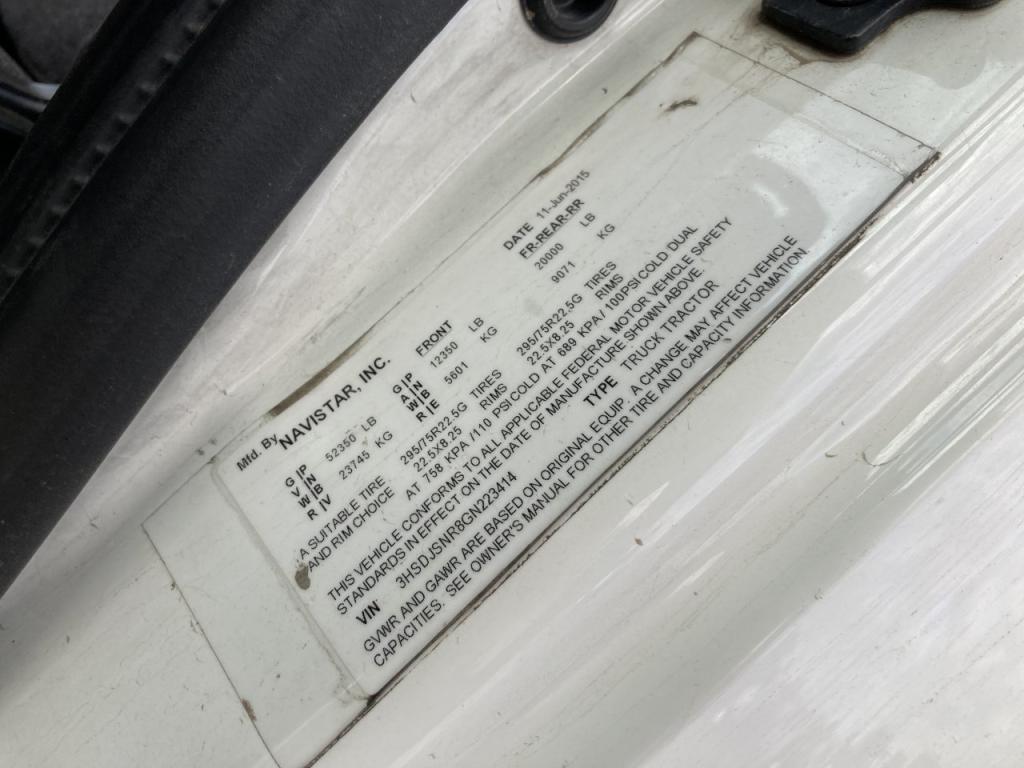 Mfd. By
NAVISTAR, INC.
DATE 11-Jun-2015
G P
V N
W B
R V
52350 LB
23745 KG
G P
A N
W B
R E
FRONT
12350 LB
5601 KG
FR-REAR-RR
20000 LB
9071 KG
A SUITABLE TIRE 295/75R22.5G TIRES 295/75R22.5G TIRES
AND RIM CHOICE 22.5X8.25 RIMS 22.5X8.25 RIMS
AT 758 KPA /110 PSI COLD AT 689 KPA/ 100PSI COLD DUAL
THIS VEHICLE CONFORMS TO ALL APPLICABLE FEDERAL MOTOR VEHICLE SAFETY
STANDARDS IN EFFECT ON THE DATE OF MANUFACTURE SHOWN ABOVE.
VIN 3HSDJSNR8GN223414 TYPE TRUCK TRACTOR
GVWR AND GAWR ARE BASED ON ORIGINAL EQUIP. A CHANGE MAY AFFECT VEHICLE
CAPACITIES. SEE OWNER'S MANUAL FOR OTHER TIRE AND CAPACITY INFORMATION.